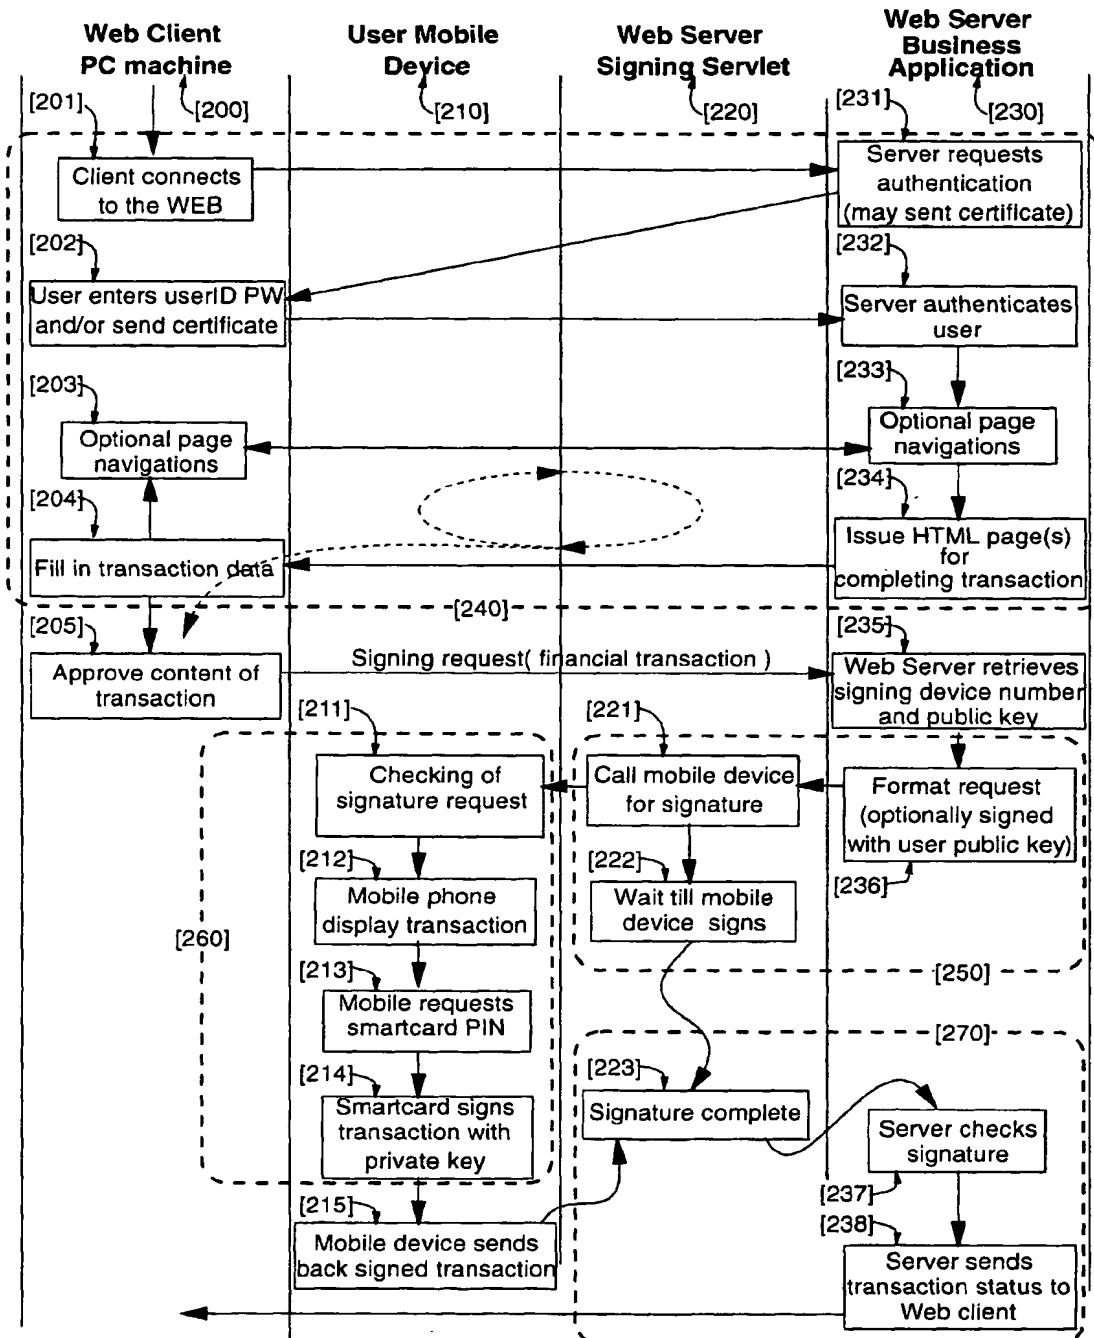 Web Client
PC machine
[200]
User Mobile
Device
[210]
Web Server
Signing Servlet
[220]
Web Server
Business
Application
[230]
[201]
Client connects
to the WEB
[231]
Server requests
authentication
(may sent certificate)
[202]
User enters userID PW
and/or send certificate
[232]
Server authenticates
user
[203]
Optional page
navigations
[233]
Optional page
navigations
[204]
Fill in transaction data
[234]
Issue HTML page(s)
for
completing transaction
[240]
[205]
Approve content of
transaction
Signing request( financial transaction )
[235]
Web Server retrieves
signing device number
and public key
[211]
Checking of
signature request
[221]
Call mobile device
for signature
Format request
(optionally signed
with user public key)
[236]
[212]
Mobile phone
display transaction
[222]
Wait till mobile
device signs
[260]
[250]
[213]
Mobile requests
smartcard PIN
[270]
[214]
Smartcard signs
transaction with
private key
[223]
Signature complete
Server checks
signature
[237]
[215]
Mobile device sends
back signed transaction
[238]
Server sends
transaction status to
Web client